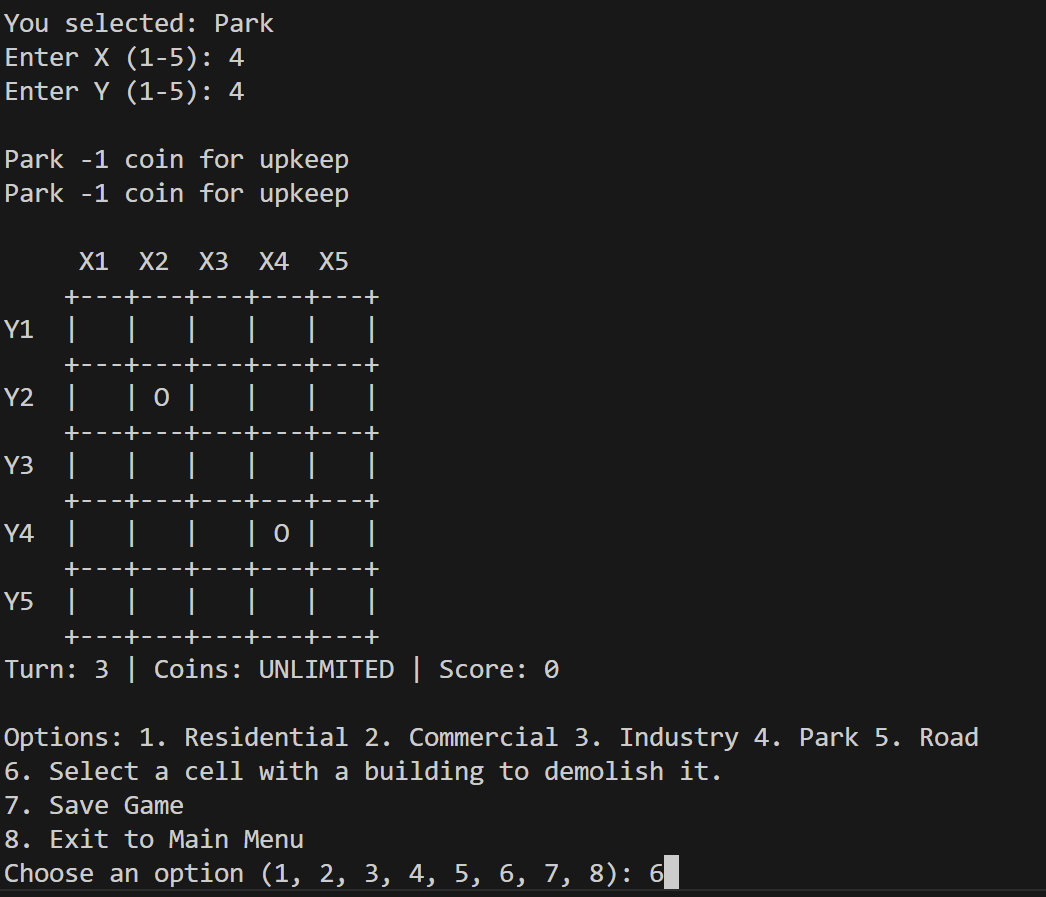 You selected: Park
Enter X (1-5): 4
Enter Y (1-5): 4

Park -1 coin for upkeep
Park -1 coin for upkeep

     X1  X2  X3  X4  X5
    +---+---+---+---+---+
Y1  |   |   |   |   |   |
    +---+---+---+---+---+
Y2  |   | O |   |   |   |
    +---+---+---+---+---+
Y3  |   |   |   |   |   |
    +---+---+---+---+---+
Y4  |   |   |   | O |   |
    +---+---+---+---+---+
Y5  |   |   |   |   |   |
    +---+---+---+---+---+
Turn: 3 | Coins: UNLIMITED | Score: 0

Options: 1. Residential 2. Commercial 3. Industry 4. Park 5. Road
6. Select a cell with a building to demolish it.
7. Save Game
8. Exit to Main Menu
Choose an option (1, 2, 3, 4, 5, 6, 7, 8): 6